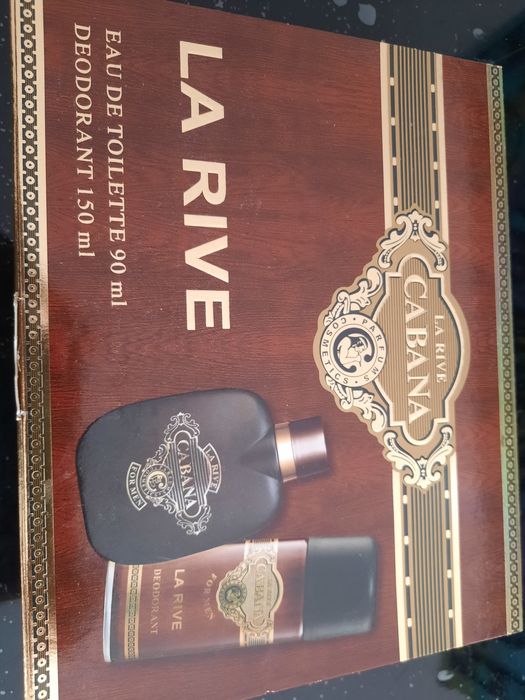 LA RIVE
CABANA
PARFUMS
COSMETICS
LA RIVE
EAU DE TOILETTE 90 ml
DEODORANT 150 ml
LA RIVE
CABANA
FOR MEN
CABANA
FOR MEN
LA RIVE
DEODORANT